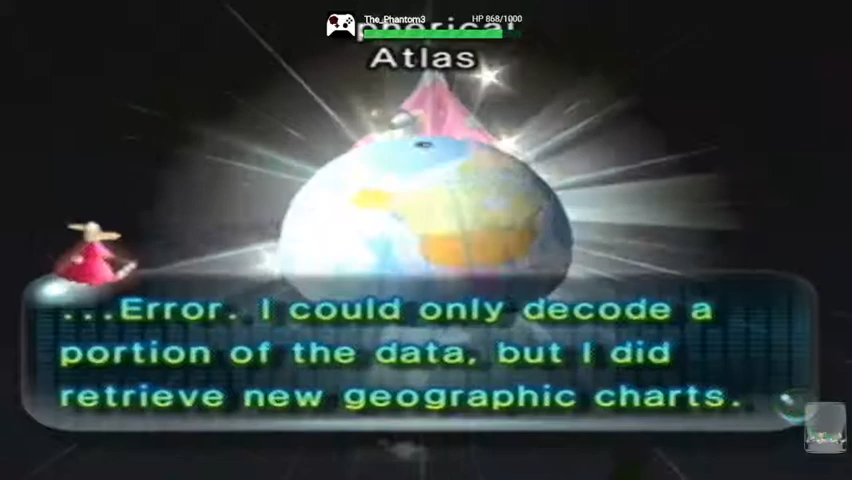 The_Phantom3 HP 868/1000
Atlas
...Error. I could only decode a
portion of the data, but I did
retrieve new geographic charts.